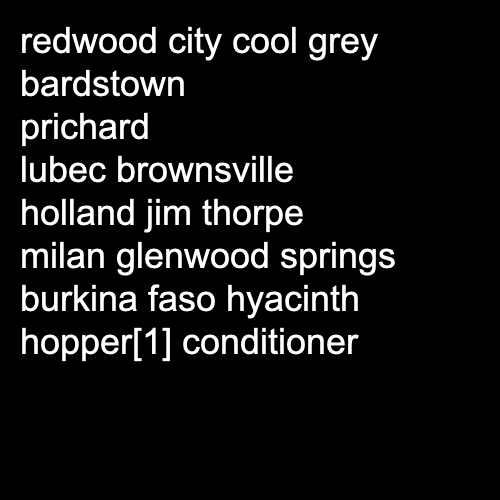 redwood city cool grey
bardstown
prichard
lubec brownsville
holland jim thorpe
milan glenwood springs
burkina faso hyacinth
hopper[1] conditioner